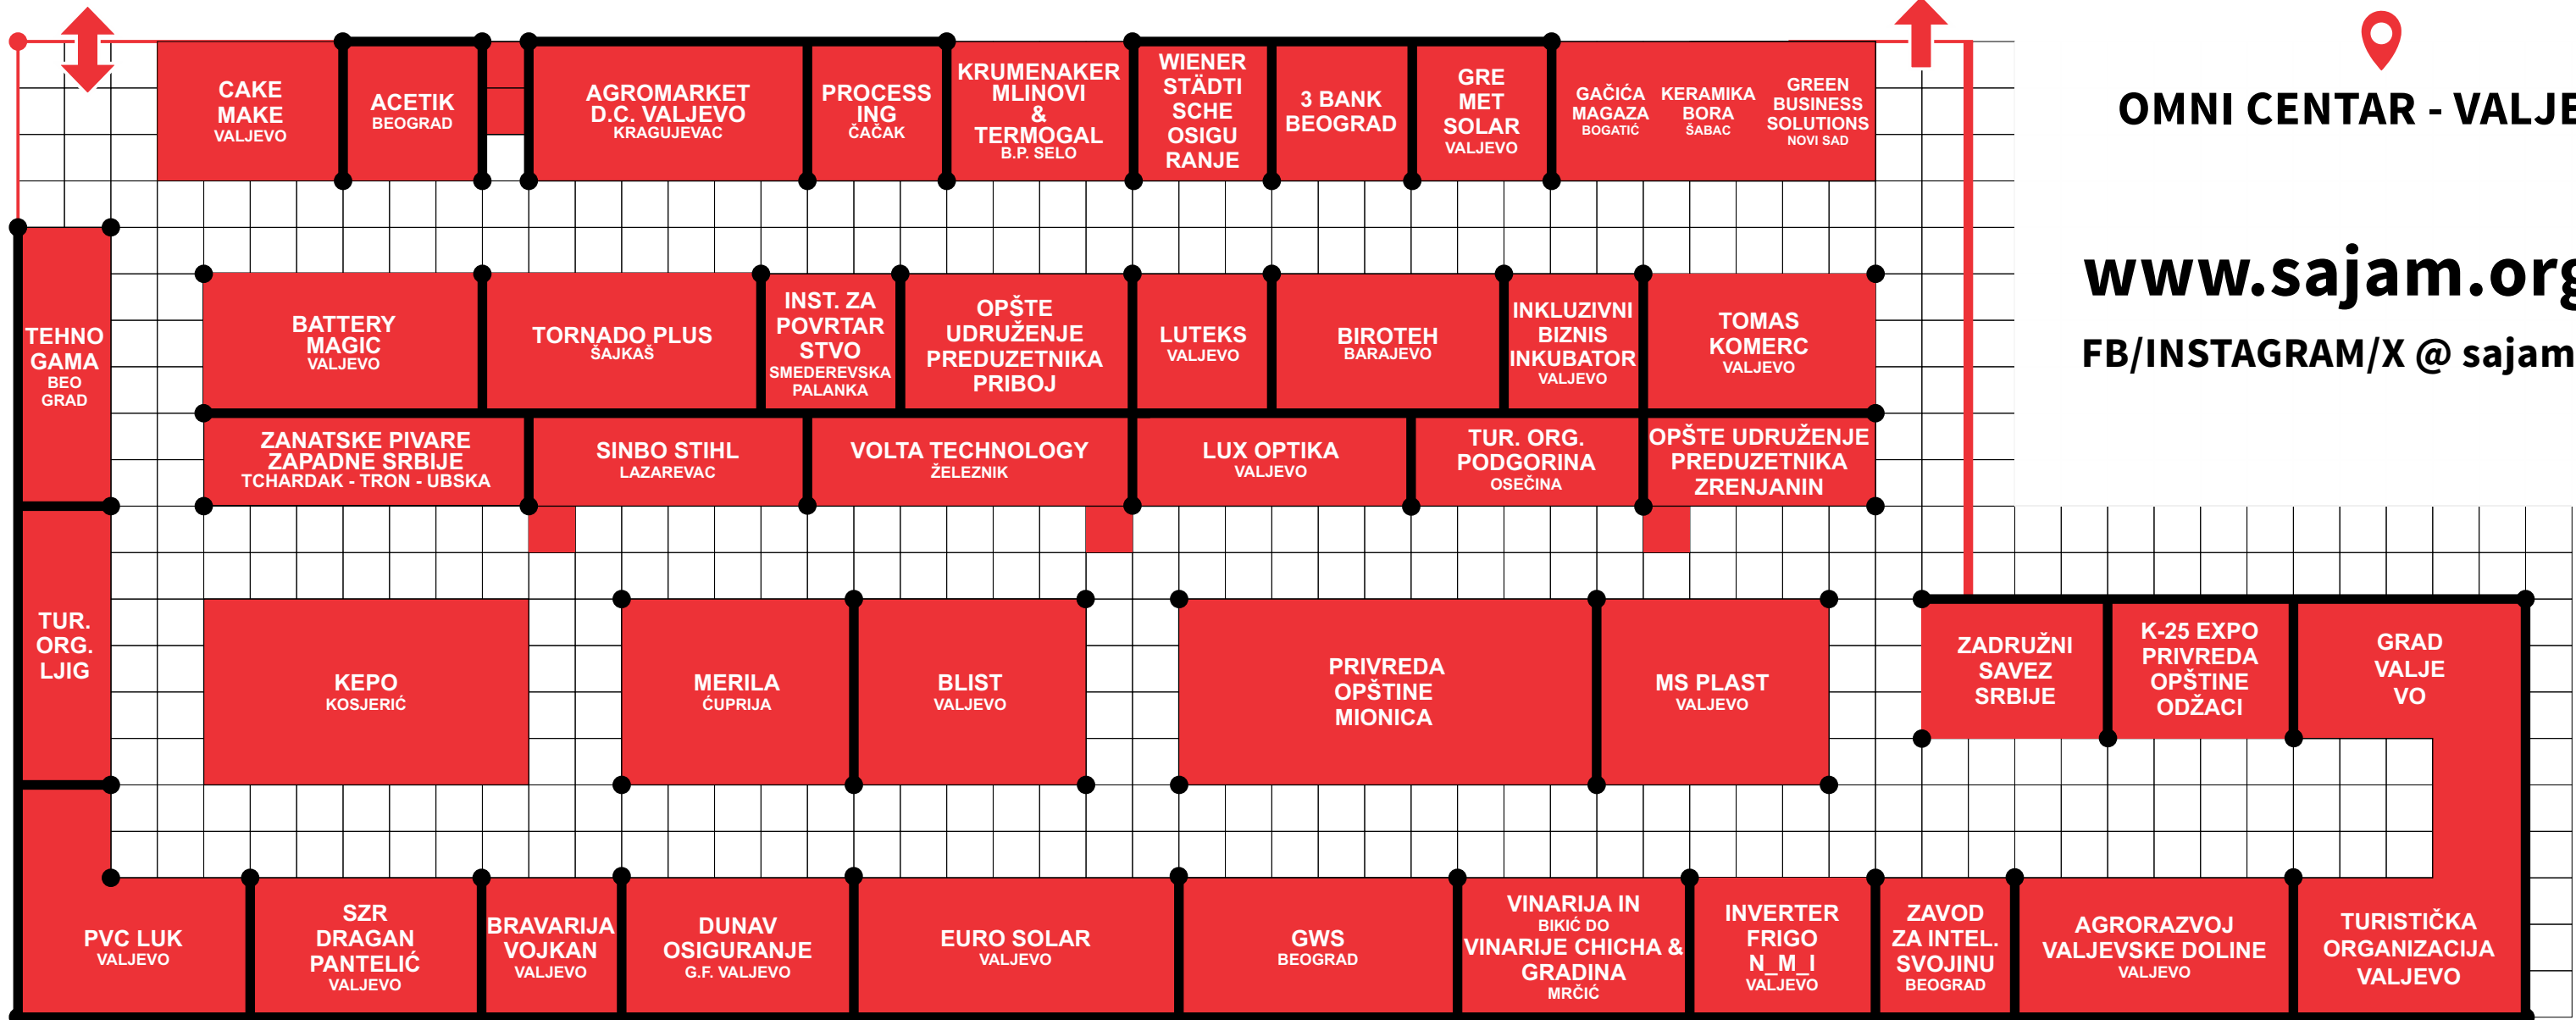 CAKE
MAKE
VALJEVO
ACETIK
BEOGRAD
AGROMARKET
D.C. VALJEVO
KRAGUJEVAC
PROCESS
ING
ČAČAK
KRUMENAKER
MLINOVI
&
TERMOGAL
B.P. SELO
WIENER
STÄDTI
SCHE
OSIGU
RANJE
3 BANK
BEOGRAD
GRE
MET
SOLAR
VALJEVO
GAČIĆA
MAGAZA
BOGATIĆ
KERAMIKA
BORA
ŠABAC
GREEN
BUSINESS
SOLUTIONS
NOVI SAD
OMNI CENTAR - VALJE
www.sajam.org
FB/INSTAGRAM/X @ sajam
TEHNO
GAMA
BEO
GRAD
BATTERY
MAGIC
VALJEVO
TORNADO PLUS
ŠAJKAŠ
INST. ZA
POVRTAR
STVO
SMEDEREVSKA
PALANKA
OPŠTE
UDRUŽENJE
PREDUZETNIKA
PRIBOJ
LUTEKS
VALJEVO
BIROTEH
BARAJEVO
INKLUZIVNI
BIZNIS
INKUBATOR
VALJEVO
TOMAS
KOMERC
VALJEVO
ZANATSKE PIVARE
ZAPADNE SRBIJE
TCHARDAK - TRON - UBSKA
SINBO STIHL
LAZAREVAC
VOLTA TECHNOLOGY
ŽELEZNIK
LUX OPTIKA
VALJEVO
TUR. ORG.
PODGORINA
OSEČINA
OPŠTE UDRUŽENJE
PREDUZETNIKA
ZRENJANIN
TUR.
ORG.
LJIG
KEPO
KOSJERIĆ
MERILA
ĆUPRIJA
BLIST
VALJEVO
PRIVREDA
OPŠTINE
MIONICA
MS PLAST
VALJEVO
ZADRUŽNI
SAVEZ
SRBIJE
K-25 EXPO
PRIVREDA
OPŠTINE
ODŽACI
GRAD
VALJE
VO
PVC LUK
VALJEVO
SZR
DRAGAN
PANTELIĆ
VALJEVO
BRAVARIJA
VOJKAN
VALJEVO
DUNAV
OSIGURANJE
G.F. VALJEVO
EURO SOLAR
VALJEVO
GWS
BEOGRAD
VINARIJA IN
BIKIĆ DO
VINARIJE CHICHA &
GRADINA
MRČIĆ
INVERTER
FRIGO
N_M_I
VALJEVO
ZAVOD
ZA INTEL.
SVOJINU
BEOGRAD
AGRORAZVOJ
VALJEVSKE DOLINE
VALJEVO
TURISTIČKA
ORGANIZACIJA
VALJEVO